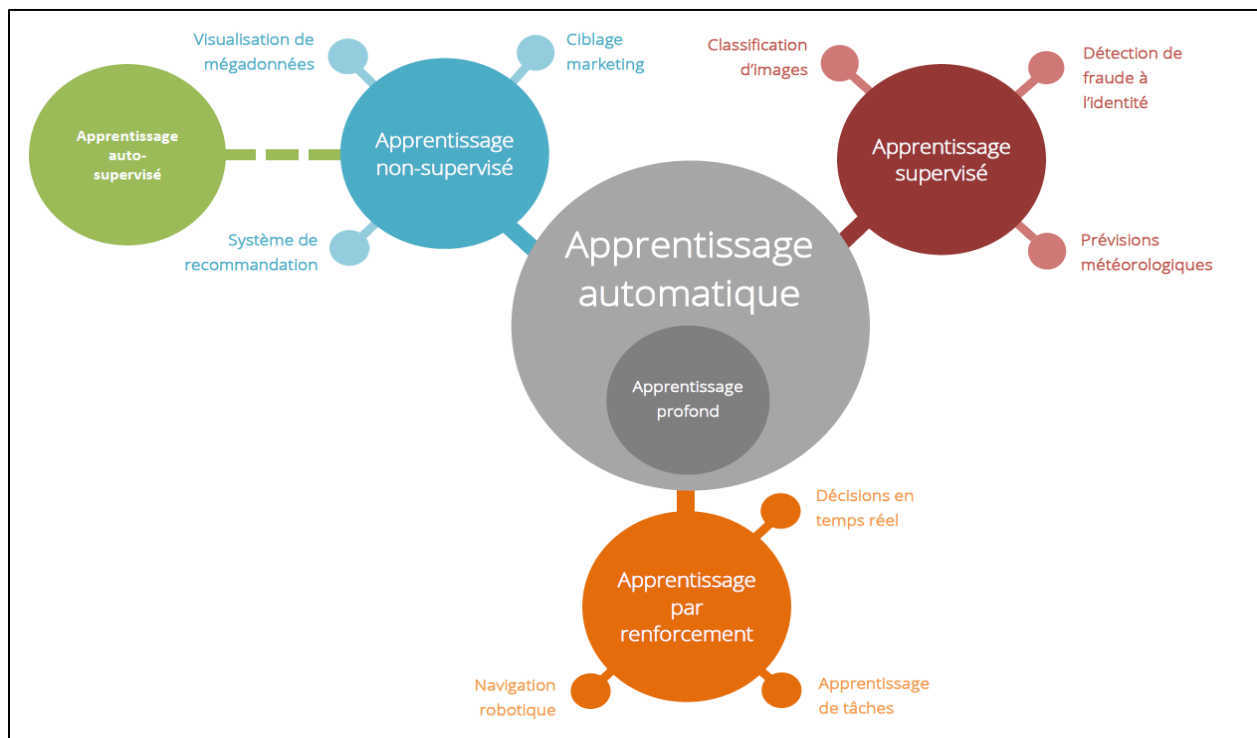 Visualisation de
mégadonnées
Ciblage
marketing
Apprentissage
auto-
supervisé
Apprentissage
non-supervisé
Système de
recommandation
Classification
d’images
Détection de
fraude à
l’identité
Apprentissage
supervisé
Prévisions
météorologiques
Apprentissage
automatique
Apprentissage
profond
Décisions en
temps réel
Apprentissage
par
renforcement
Navigation
robotique
Apprentissage
de tâches